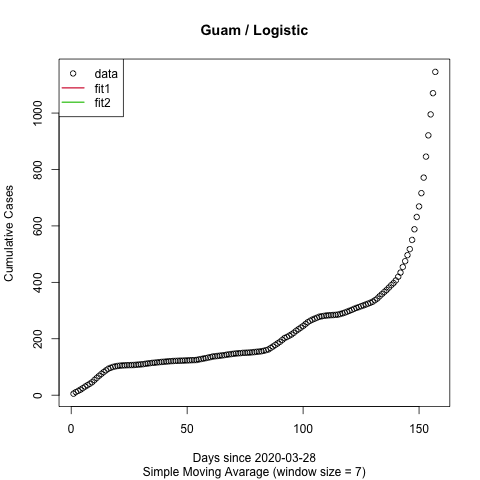 Guam / Logistic
data
fit1
fit2
Cumulative Cases
0
200
400
600
800
1000
0
50
100
150
Days since 2020-03-28
Simple Moving Avarage (window size = 7)